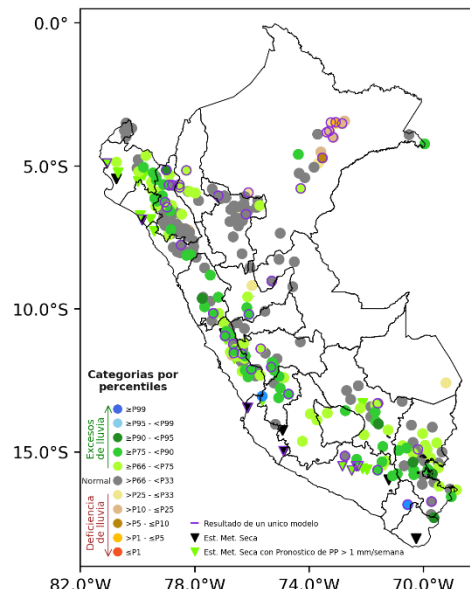 0.0°
5.0°S
10.0°S
15.0°S
82.0°W
78.0°W
74.0°W
70.0°W
Categorias por
percentiles
Excesos
de lluvia
Normal
Deficiencia
de lluvia
≥P99
≥P95 - <P99
≥P90 - <P95
≥P75 - <P90
≥P66 - <P75
≥P66 - <P33
>P25 - ≤P33
>P10 - ≤P25
>P5 - ≤P10
>P1 - ≤P5
≤P1
Resultado de un unico modelo
Est. Met. Seca
Est. Met. Seca con Pronostico de PP > 1 mm/semana